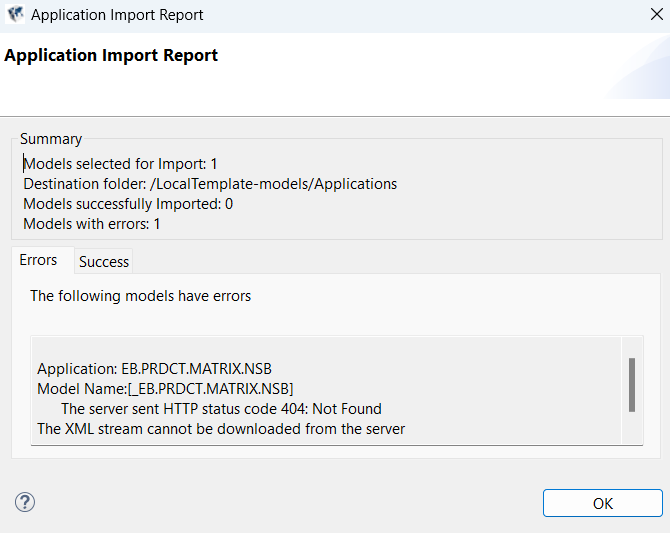 Application Import Report
Application Import Report
Summary
Models selected for Import: 1
Destination folder: /LocalTemplate-models/Applications
Models successfully Imported: 0
Models with errors: 1
Errors
Success
The following models have errors
Application: EB.PRDCT.MATRIX.NSB
Model Name:[_EB.PRDCT.MATRIX.NSB]
The server sent HTTP status code 404: Not Found
The XML stream cannot be downloaded from the server
?
OK